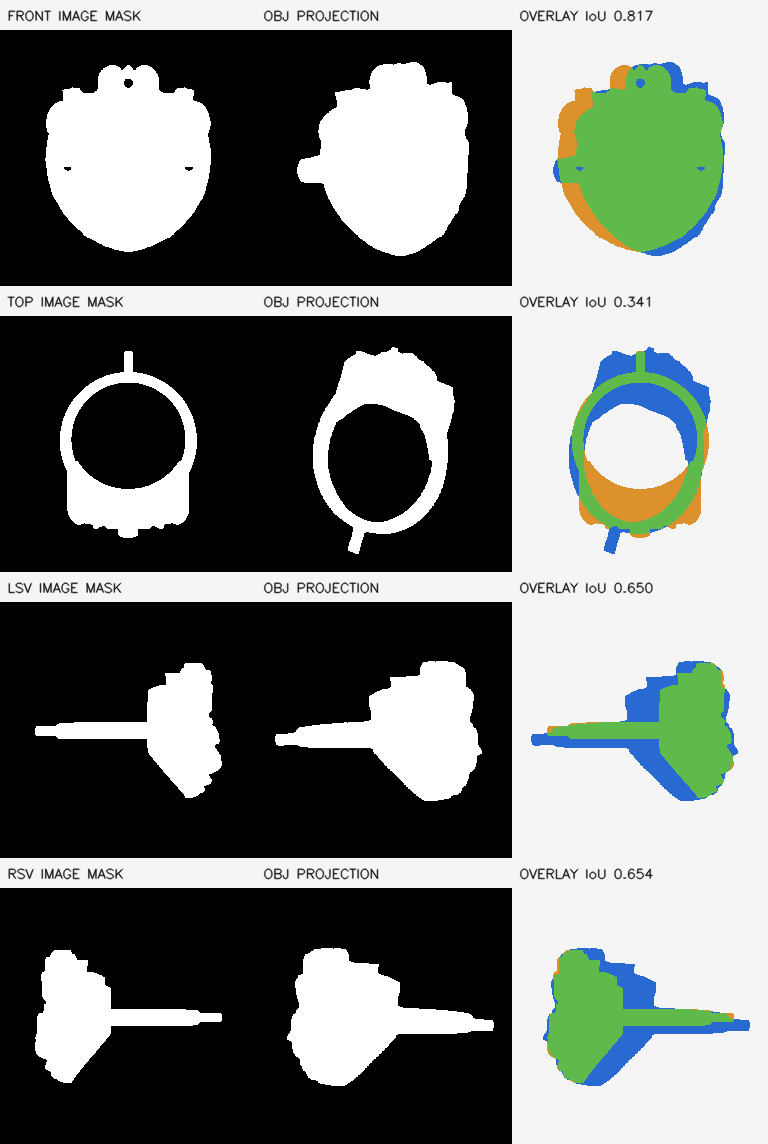 FRONT IMAGE MASK OBJ PROJECTION OVERLAY IoU 0.817
TOP IMAGE MASK OBJ PROJECTION OVERLAY IoU 0.341
LSV IMAGE MASK OBJ PROJECTION OVERLAY IoU 0.650
RSV IMAGE MASK OBJ PROJECTION OVERLAY IoU 0.654